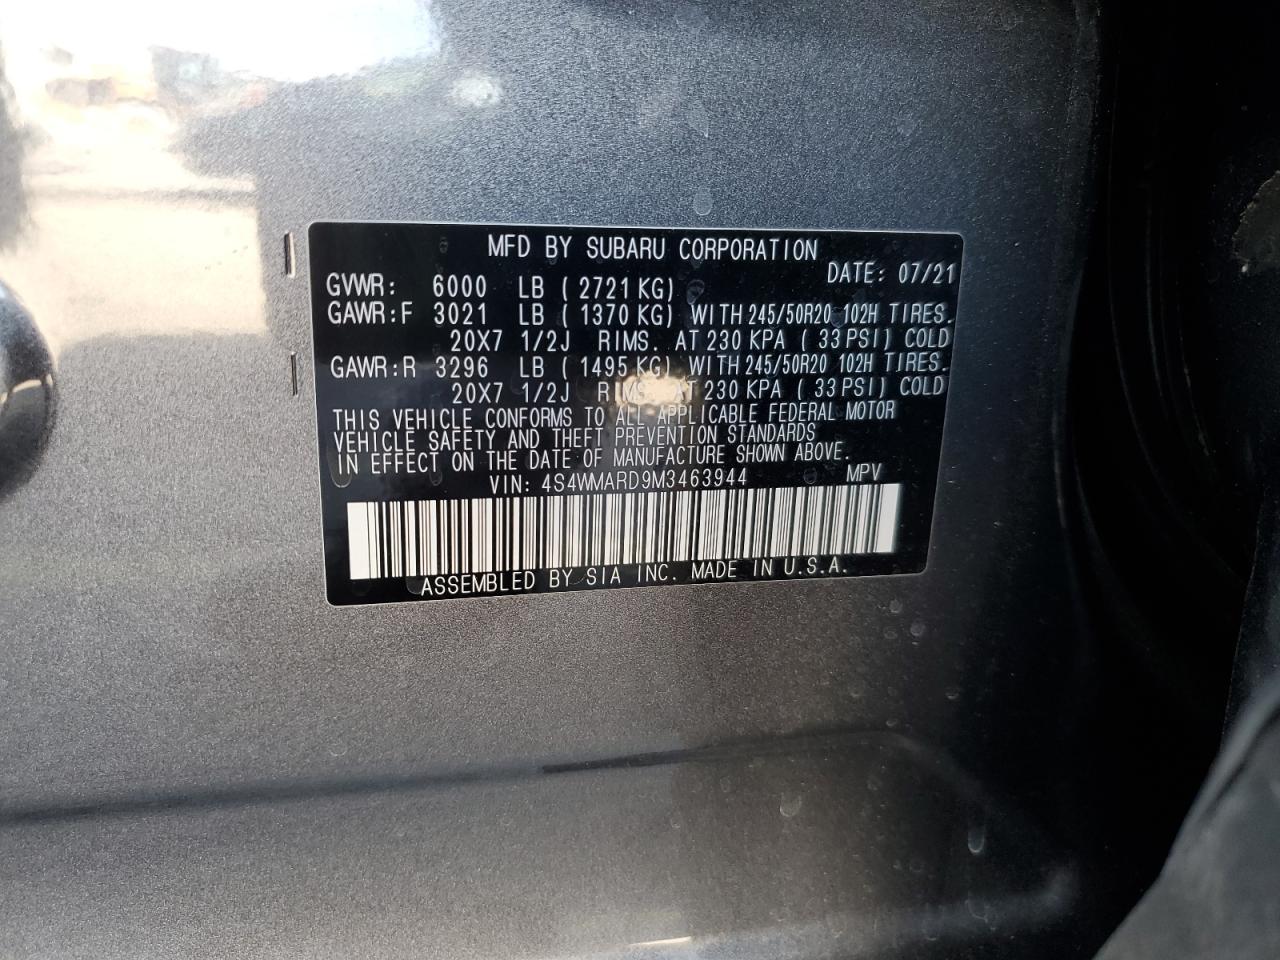 MFD BY SUBARU CORPORATION
DATE: 07/21
GVWR: 6000 LB ( 2721 KG)
GAWR:F 3021 LB ( 1370 KG) WITH 245/50R20 102H TIRES.
20X7 1/2J RIMS. AT 230 KPA ( 33 PSI) COLD
GAWR:R 3296 LB ( 1495 KG) WITH 245/50R20 102H TIRES.
20X7 1/2J RIMS. AT 230 KPA ( 33 PSI) COLD
THIS VEHICLE CONFORMS TO ALL APPLICABLE FEDERAL MOTOR
VEHICLE SAFETY AND THEFT PREVENTION STANDARDS
IN EFFECT ON THE DATE OF MANUFACTURE SHOWN ABOVE.
VIN: 4S4WMARD9M3463944 MPV
ASSEMBLED BY SIA INC. MADE IN U.S.A.